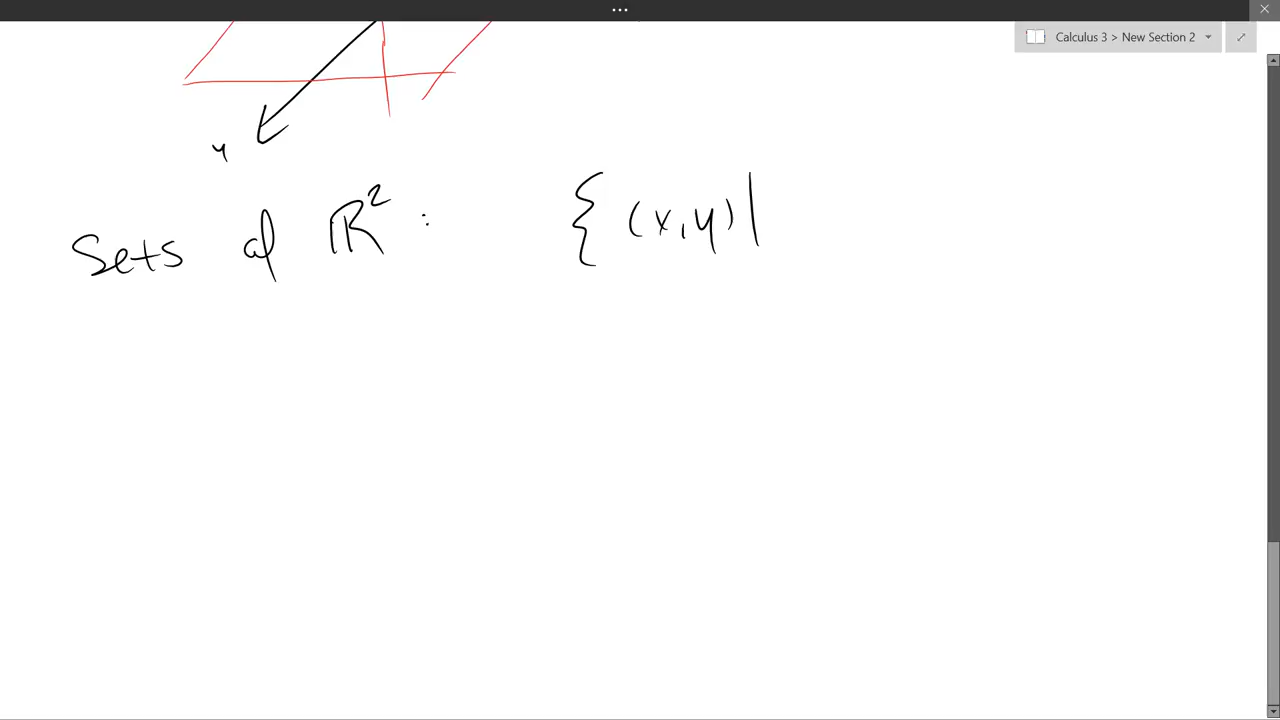 Calculus 3 > New Section 2
y
Sets of ℝ² : { (x,y) |